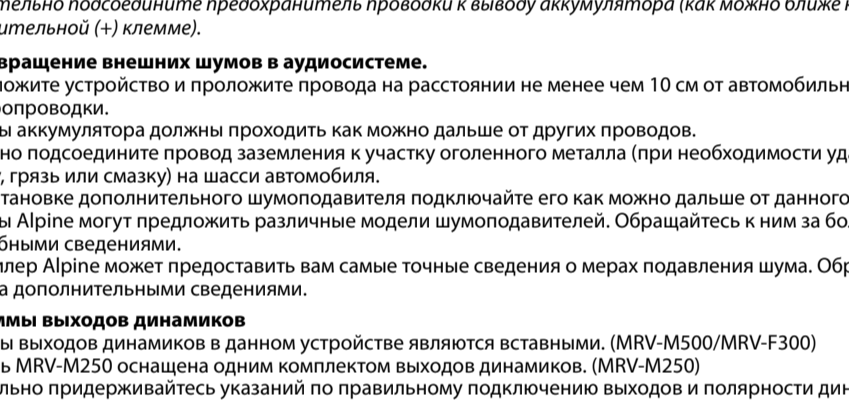 тельно подсоедините предохранитель проводки к выводу аккумулятора (как можно ближе к
ительной (+) клемме).
вращение внешних шумов в аудиосистеме.
ложите устройство и проложите провода на расстоянии не менее чем 10 см от автомобильн
опроводки.
ы аккумулятора должны проходить как можно дальше от других проводов.
но подсоедините провод заземления к участку оголенного металла (при необходимости уда
, грязь или смазку) на шасси автомобиля.
тановке дополнительного шумоподавителя подключайте его как можно дальше от данного
ы Alpine могут предложить различные модели шумоподавителей. Обращайтесь к ним за бол
бными сведениями.
лер Alpine может предоставить вам самые точные сведения о мерах подавления шума. Обр
а дополнительными сведениями.
ммы выходов динамиков
ы выходов динамиков в данном устройстве являются вставными. (MRV-M500/MRV-F300)
ь MRV-M250 оснащена одним комплектом выходов динамиков. (MRV-M250)
льно придерживайтесь указаний по правильному подключению выходов и полярности дин